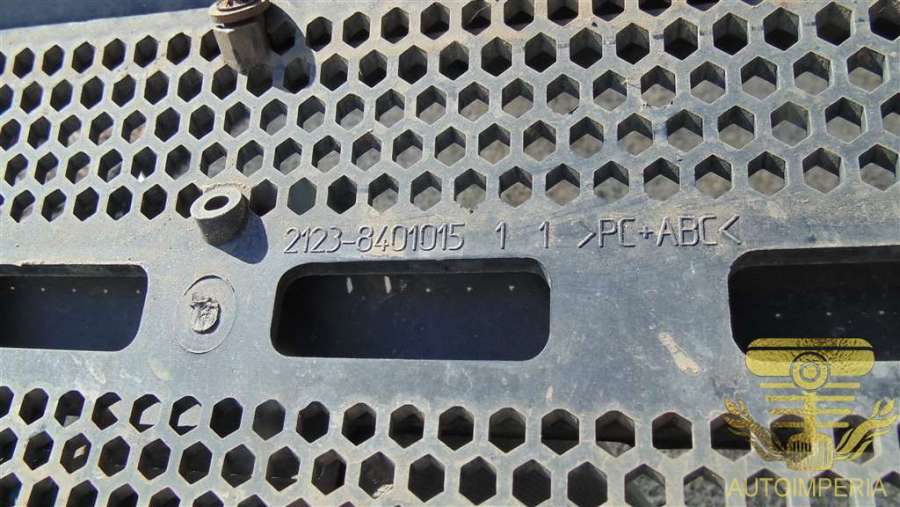 2123-8401015 1 1 >PC+ABC<
AUTOIMPERIA